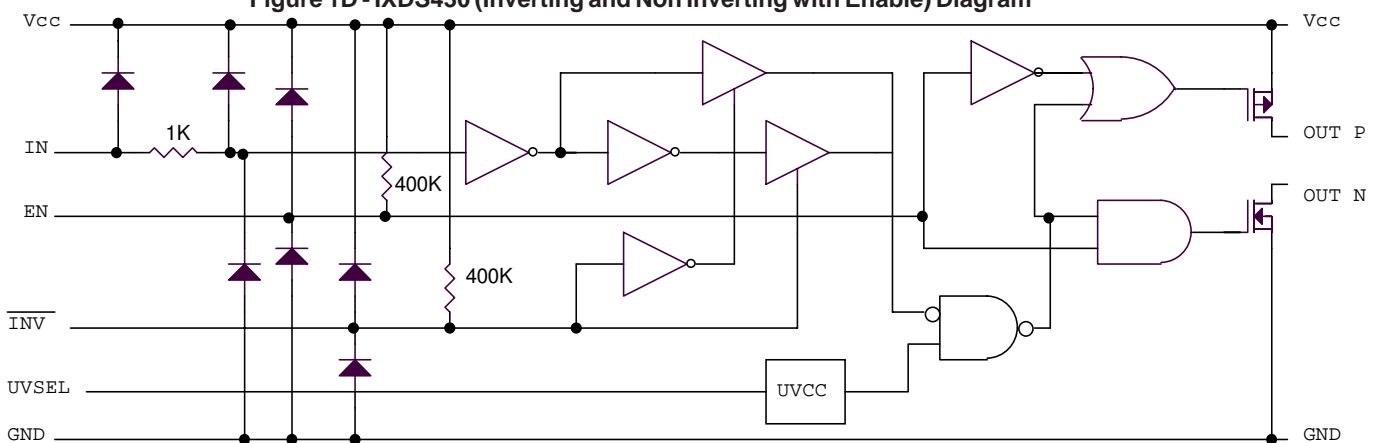 Figure 1D - IXDS430 (Inverting and Non Inverting with Enable) Diagram
Vcc
Vcc
1K
IN
OUT P
400K
EN
OUT N
400K
INV
UVSEL
UVCC
GND
GND